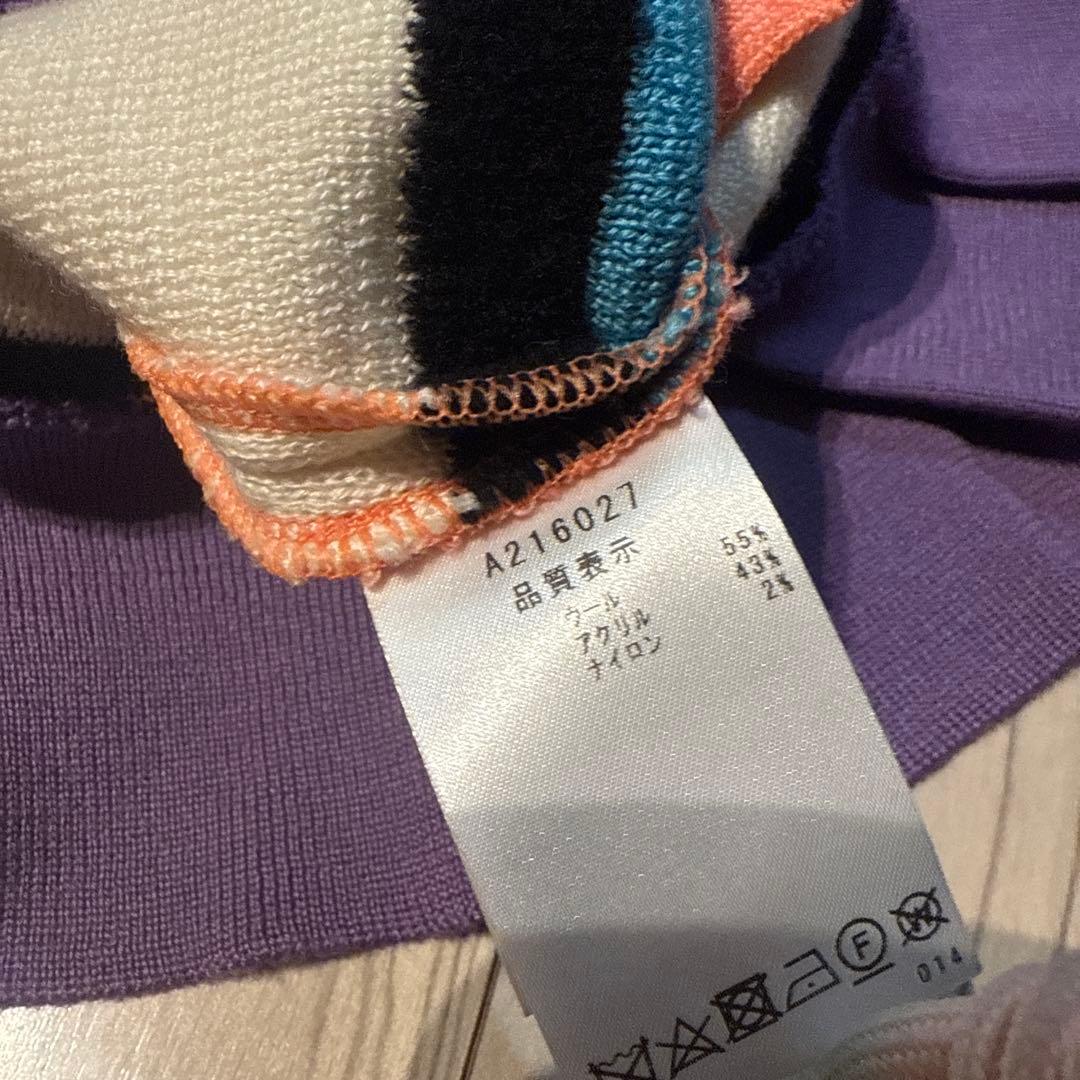 A216027
品質表示
ウール 55%
アクリル 43%
ナイロン 2%
F
W
014